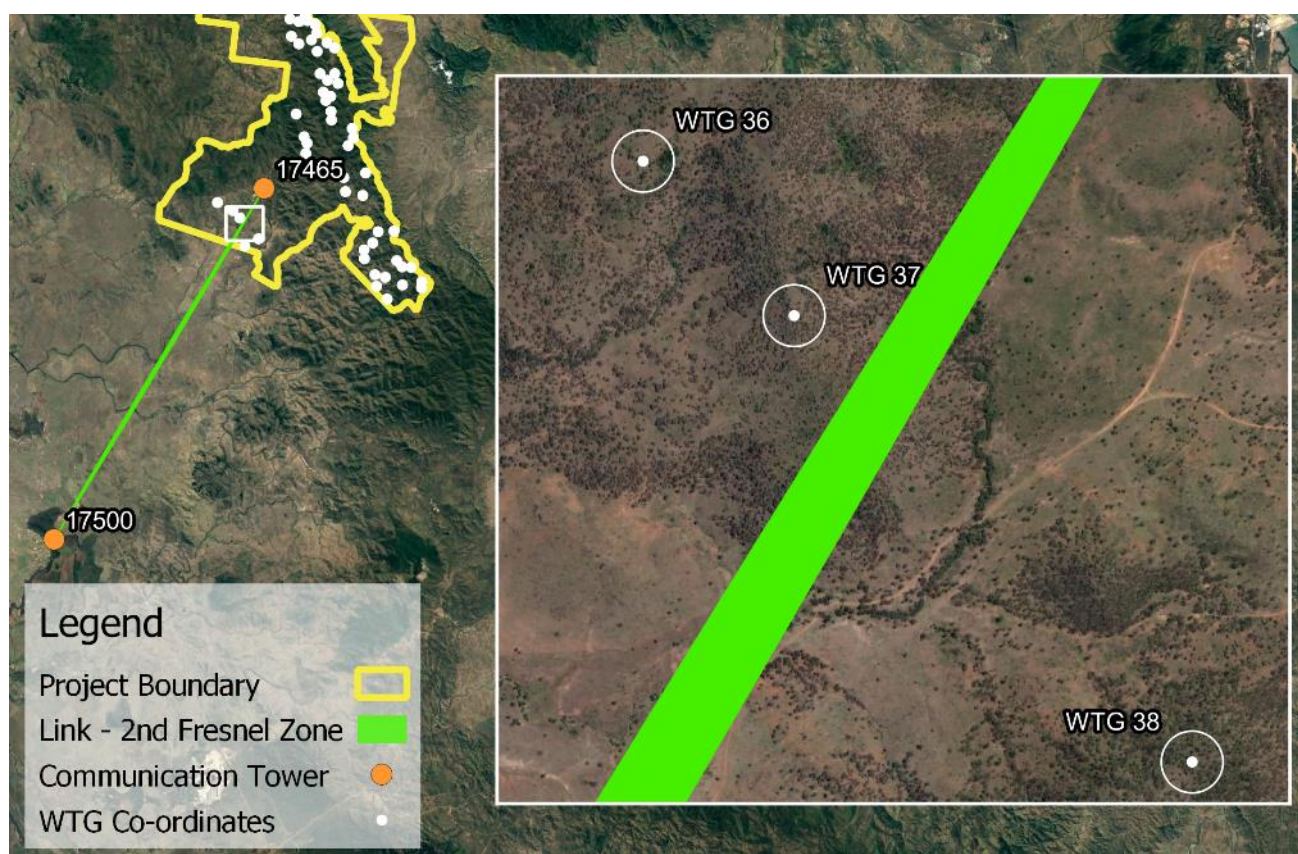 17465
17500
WTG 36
WTG 37
WTG 38
Legend
Project Boundary
Link - 2nd Fresnel Zone
Communication Tower
WTG Co-ordinates